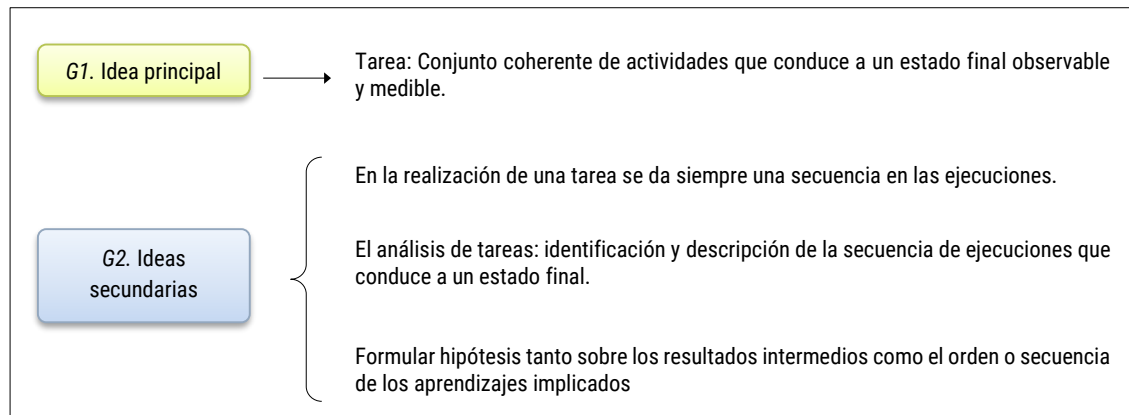 G1. Idea principal
Tarea: Conjunto coherente de actividades que conduce a un estado final observable
y medible.
En la realización de una tarea se da siempre una secuencia en las ejecuciones.
G2. Ideas
secundarias
El análisis de tareas: identificación y descripción de la secuencia de ejecuciones que
conduce a un estado final.
Formular hipótesis tanto sobre los resultados intermedios como el orden o secuencia
de los aprendizajes implicados